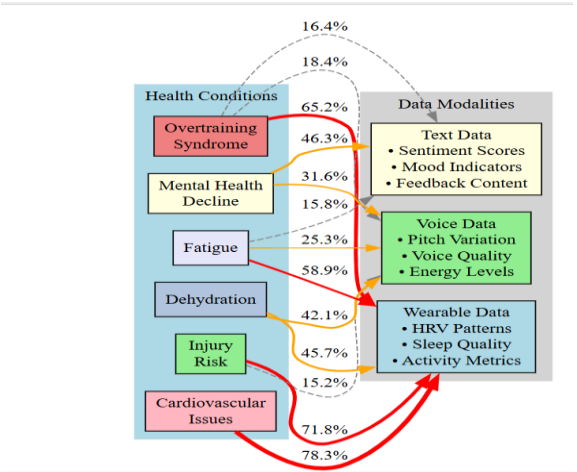 16.4%
18.4%
65.2%
46.3%
31.6%
15.8%
25.3%
58.9%
42.1%
45.7%
15.2%
71.8%
78.3%
Health Conditions
Overtraining
Syndrome
Mental Health
Decline
Fatigue
Dehydration
Injury
Risk
Cardiovascular
Issues
Data Modalities
Text Data
• Sentiment Scores
• Mood Indicators
• Feedback Content
Voice Data
• Pitch Variation
• Voice Quality
• Energy Levels
Wearable Data
• HRV Patterns
• Sleep Quality
• Activity Metrics